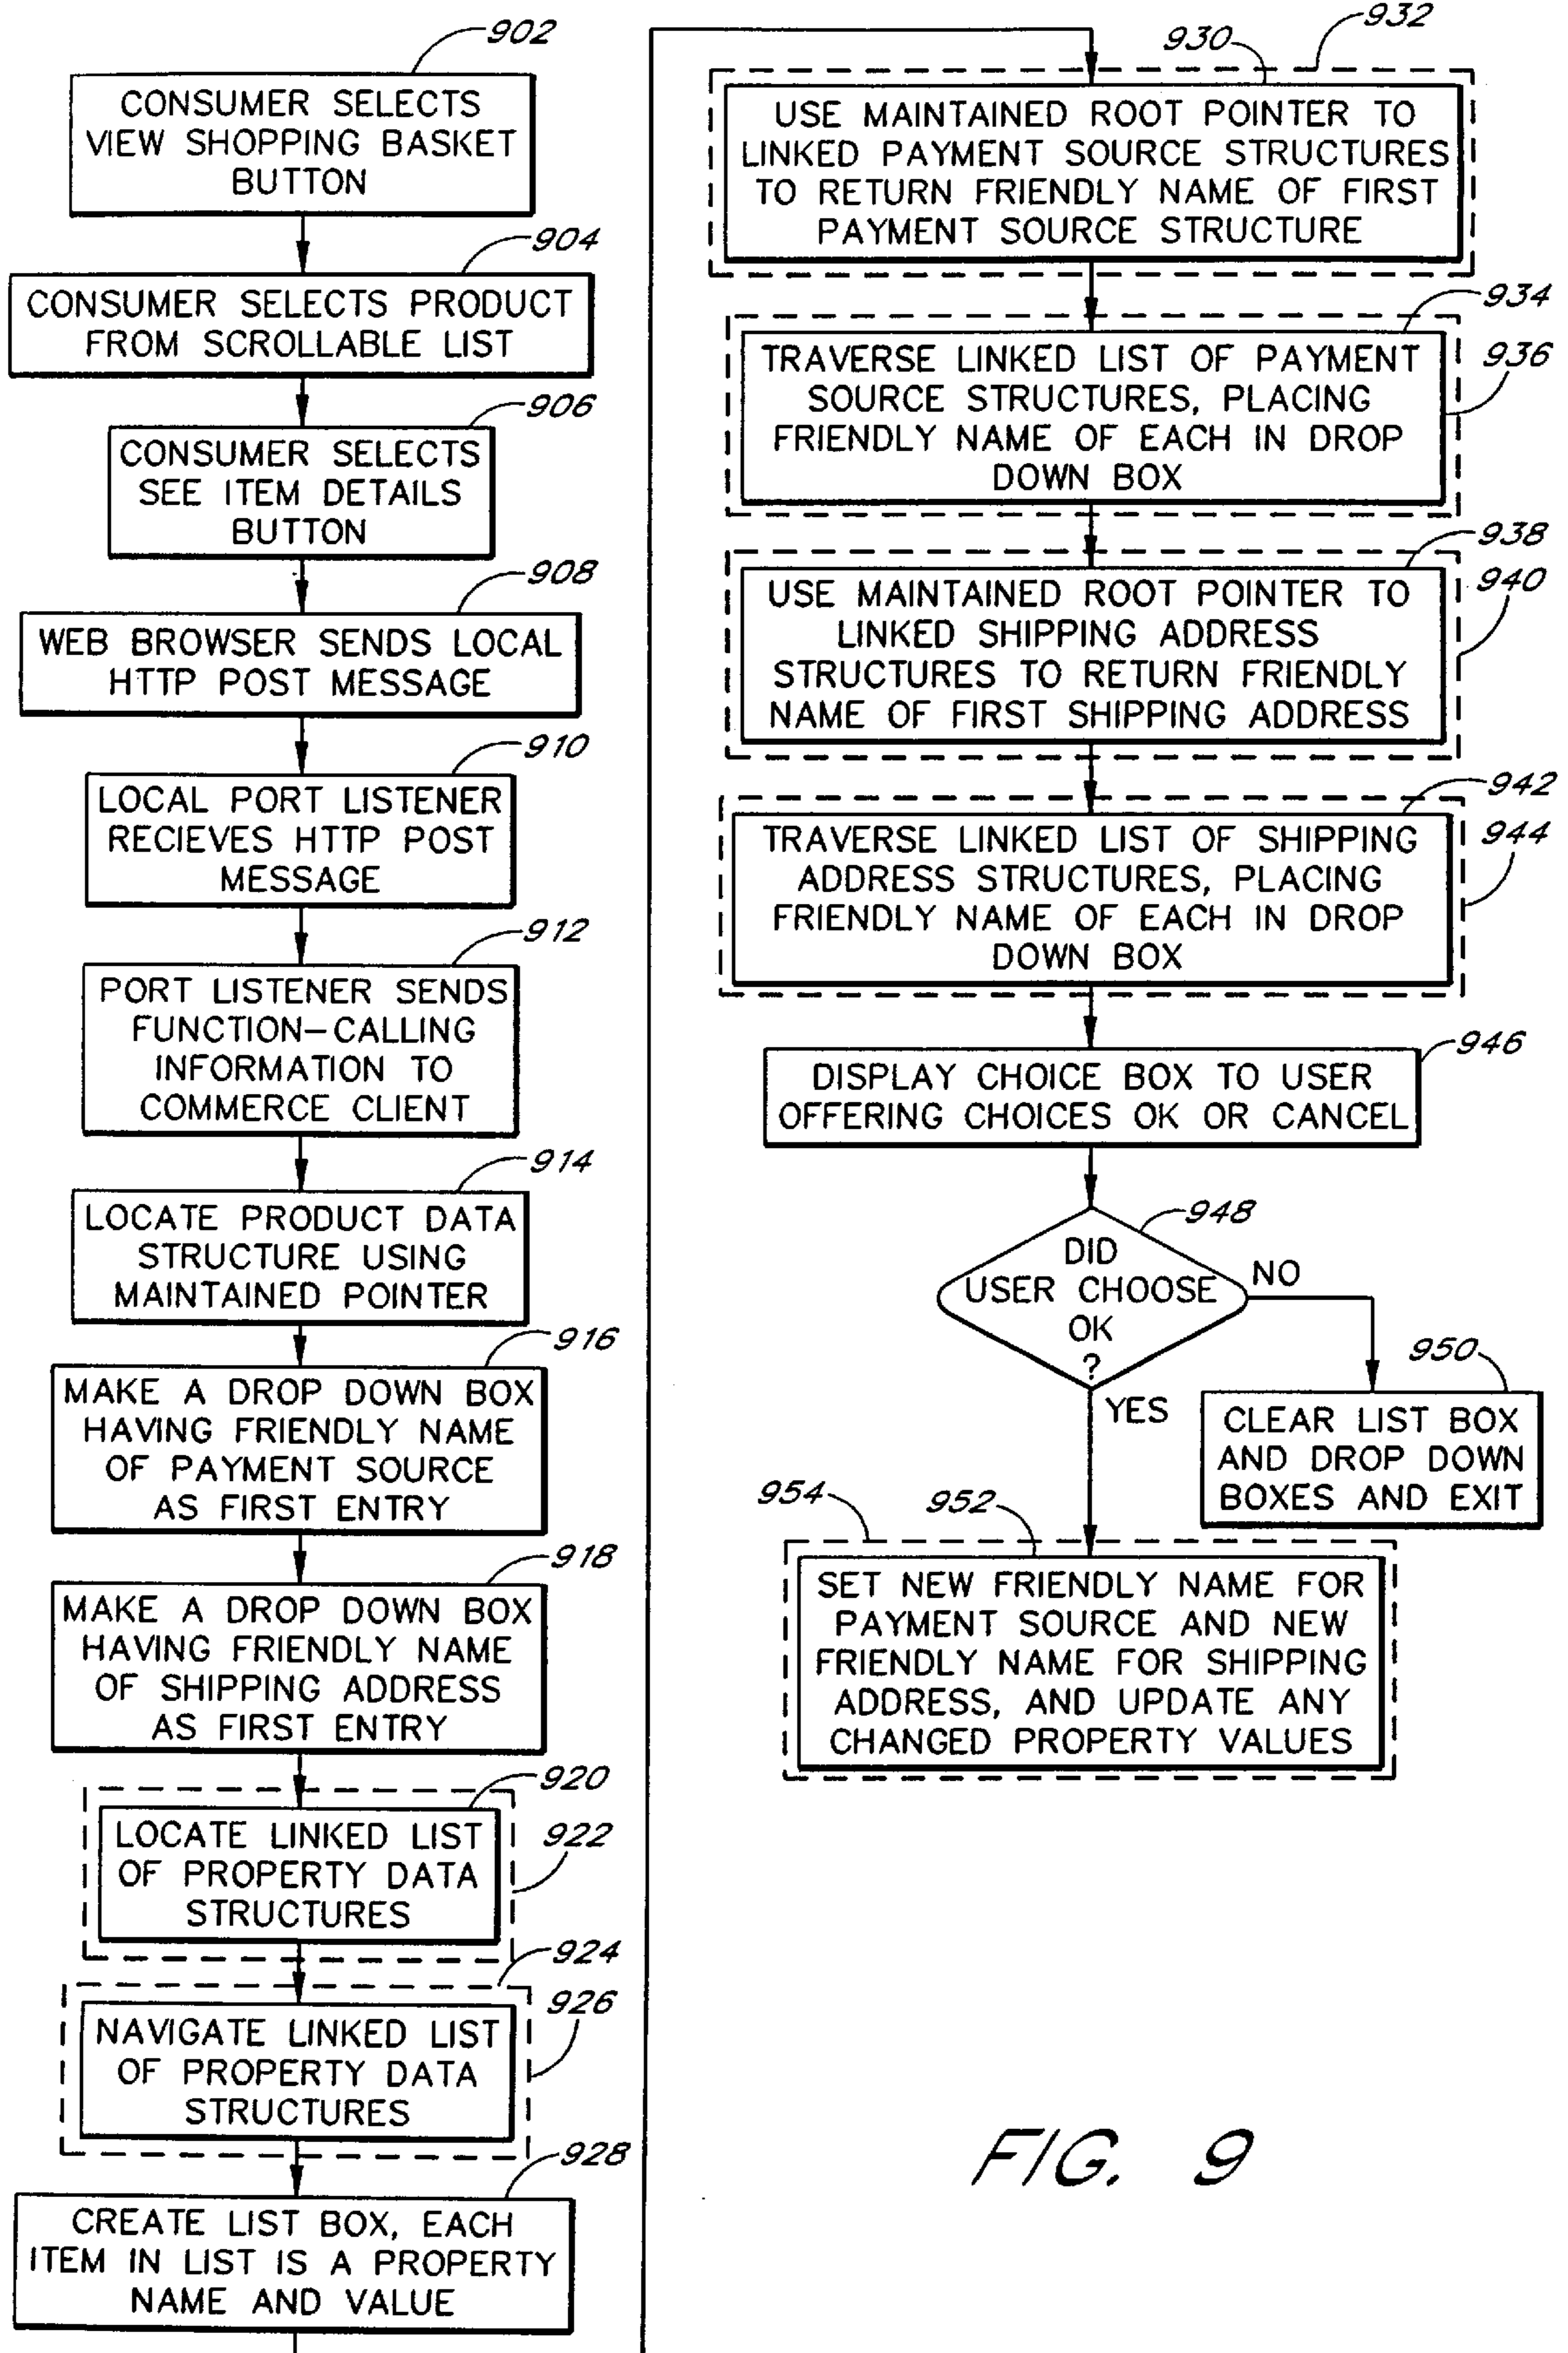 902
CONSUMER SELECTS
VIEW SHOPPING BASKET
BUTTON
904
CONSUMER SELECTS PRODUCT
FROM SCROLLABLE LIST
906
CONSUMER SELECTS
SEE ITEM DETAILS
BUTTON
908
WEB BROWSER SENDS LOCAL
HTTP POST MESSAGE
910
LOCAL PORT LISTENER
RECIEVES HTTP POST
MESSAGE
912
PORT LISTENER SENDS
FUNCTION-CALLING
INFORMATION TO
COMMERCE CLIENT
914
LOCATE PRODUCT DATA
STRUCTURE USING
MAINTAINED POINTER
916
MAKE A DROP DOWN BOX
HAVING FRIENDLY NAME
OF PAYMENT SOURCE
AS FIRST ENTRY
918
MAKE A DROP DOWN BOX
HAVING FRIENDLY NAME
OF SHIPPING ADDRESS
AS FIRST ENTRY
920
922
LOCATE LINKED LIST
OF PROPERTY DATA
STRUCTURES
924
926
NAVIGATE LINKED LIST
OF PROPERTY DATA
STRUCTURES
928
CREATE LIST BOX, EACH
ITEM IN LIST IS A PROPERTY
NAME AND VALUE
930
932
USE MAINTAINED ROOT POINTER TO
LINKED PAYMENT SOURCE STRUCTURES
TO RETURN FRIENDLY NAME OF FIRST
PAYMENT SOURCE STRUCTURE
934
936
TRAVERSE LINKED LIST OF PAYMENT
SOURCE STRUCTURES, PLACING
FRIENDLY NAME OF EACH IN DROP
DOWN BOX
938
940
USE MAINTAINED ROOT POINTER TO
LINKED SHIPPING ADDRESS
STRUCTURES TO RETURN FRIENDLY
NAME OF FIRST SHIPPING ADDRESS
942
944
TRAVERSE LINKED LIST OF SHIPPING
ADDRESS STRUCTURES, PLACING
FRIENDLY NAME OF EACH IN DROP
DOWN BOX
946
DISPLAY CHOICE BOX TO USER
OFFERING CHOICES OK OR CANCEL
948
DID
USER CHOOSE
OK
?
NO
YES
950
CLEAR LIST BOX
AND DROP DOWN
BOXES AND EXIT
954
952
SET NEW FRIENDLY NAME FOR
PAYMENT SOURCE AND NEW
FRIENDLY NAME FOR SHIPPING
ADDRESS, AND UPDATE ANY
CHANGED PROPERTY VALUES
FIG. 9